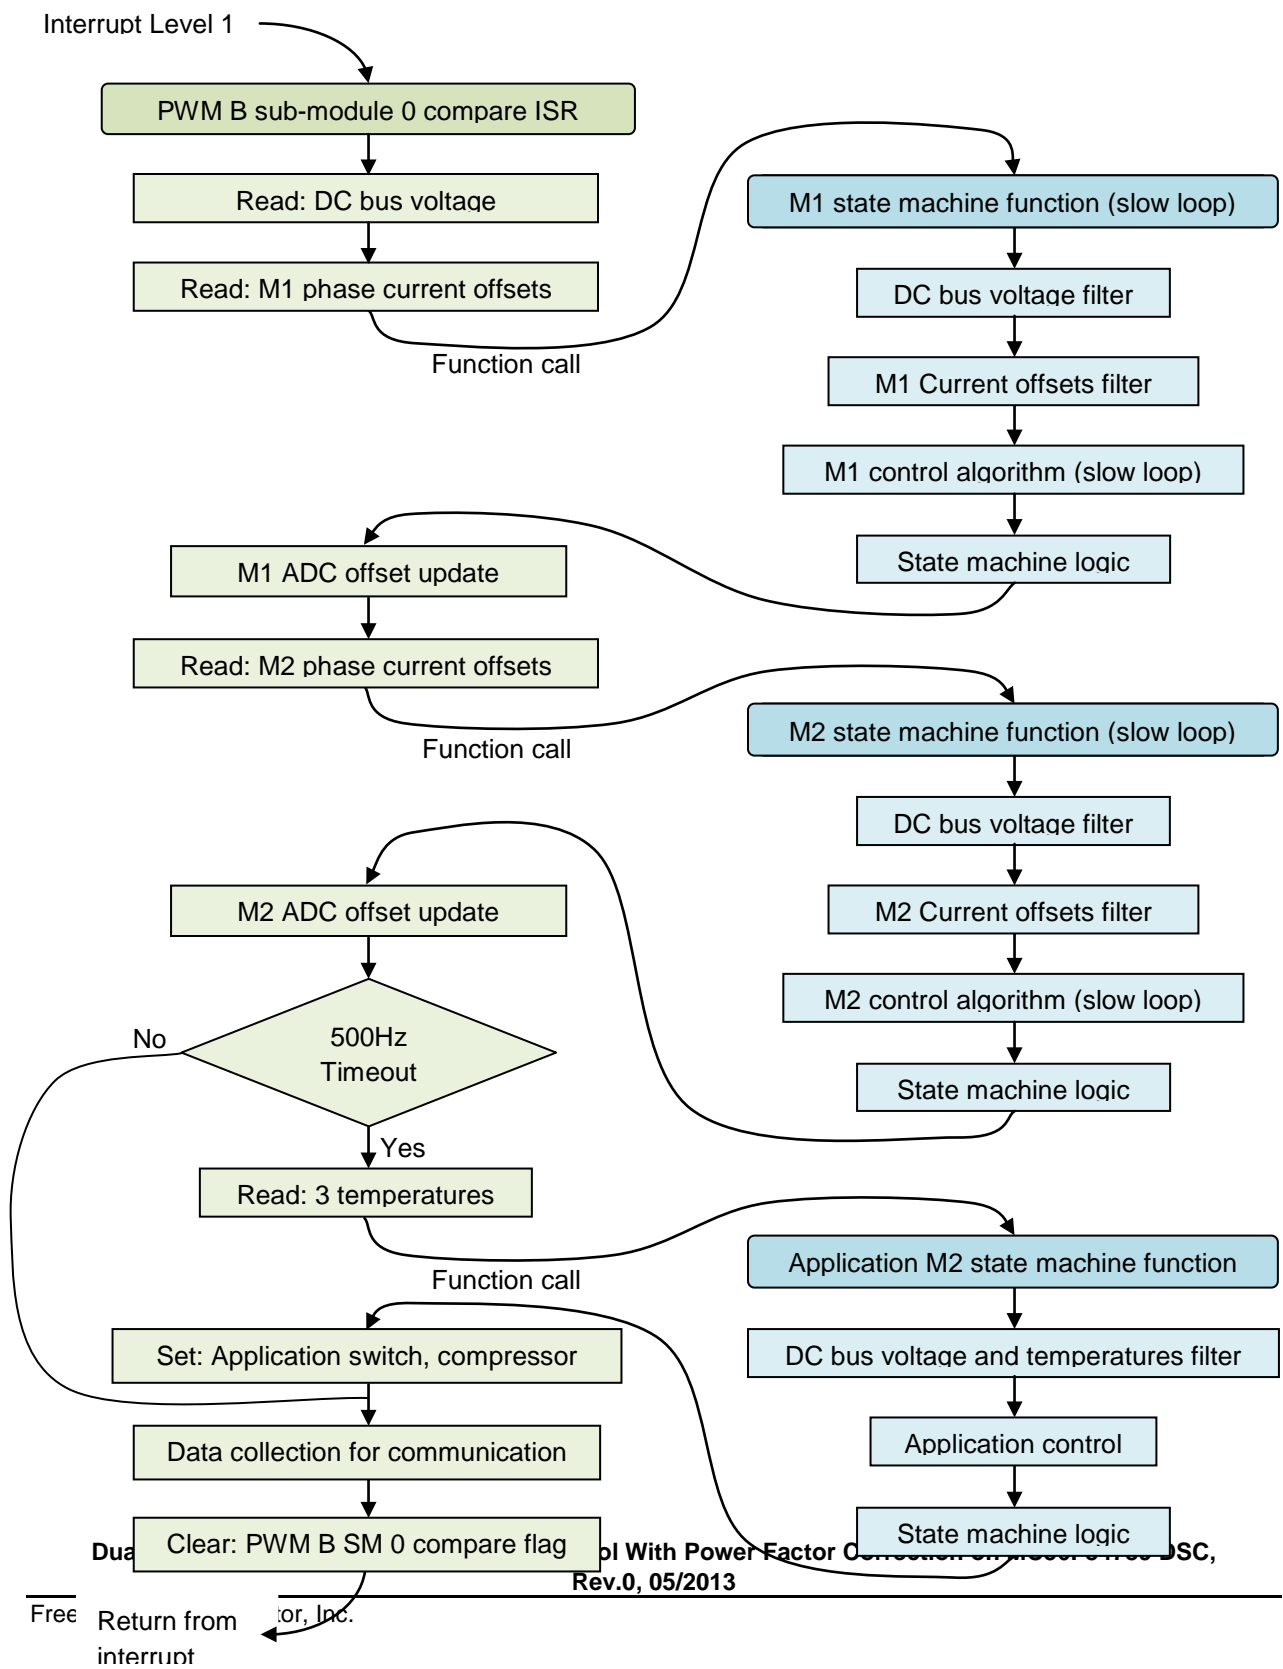 Interrupt Level 1
PWM B sub-module 0 compare ISR
Read: DC bus voltage
Read: M1 phase current offsets
Function call
M1 state machine function (slow loop)
DC bus voltage filter
M1 Current offsets filter
M1 control algorithm (slow loop)
State machine logic
M1 ADC offset update
Read: M2 phase current offsets
Function call
M2 state machine function (slow loop)
DC bus voltage filter
M2 Current offsets filter
M2 control algorithm (slow loop)
State machine logic
M2 ADC offset update
500Hz
Timeout
No
Yes
Read: 3 temperatures
Function call
Application M2 state machine function
DC bus voltage and temperatures filter
Application control
State machine logic
Set: Application switch, compressor
Data collection for communication
Clear: PWM B SM 0 compare flag
With Power Factor DSC,
Rev.0, 05/2013
Inc.
Return from
interrupt